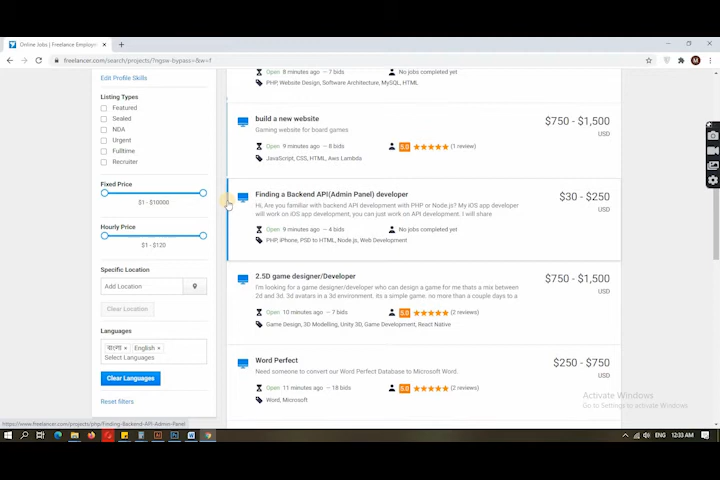 Online Jobs | Freelance Employm
freelancer.com/search/projects/?ngsw-bypass=&w=f
M
Edit Profile Skills
Listing Types
Featured
Sealed
NDA
Urgent
Fulltime
Recruiter
Fixed Price
$1 - $10000
Hourly Price
$1 - $120
Specific Location
Add Location
Clear Location
Languages
বাংলা × English ×
Select Languages
Clear Languages
Reset filters
Open 8 minutes ago – 7 bids No jobs completed yet
PHP, Website Design, Software Architecture, MySQL, HTML
build a new website $750 - $1,500
Gaming website for board games USD
Open 9 minutes ago – 8 bids 5.0 (1 review)
JavaScript, CSS, HTML, Aws Lambda
Finding a Backend API(Admin Panel) developer $30 - $250
Hi, Are you familiar with backend API development with PHP or Node.js? My iOS app developer USD
will work on iOS app development, you can just work on API development. I will share
Open 9 minutes ago – 4 bids No jobs completed yet
PHP, iPhone, PSD to HTML, Node.js, Web Development
2.5D game designer/Developer $750 - $1,500
I'm looking for a game designer/developer who can design a game for me thats a mix between USD
2d and 3d. 3d avatars in a 3d environment. its a simple game. no more than a couple days to a
Open 10 minutes ago – 7 bids 5.0 (2 reviews)
Game Design, 3D Modelling, Unity 3D, Game Development, React Native
Word Perfect $250 - $750
Need someone to convert our Word Perfect Database to Microsoft Word. USD
Open 11 minutes ago – 18 bids 5.0 (2 reviews)
Word, Microsoft
Activate Windows
Go to Settings to activate Windows.
https://www.freelancer.com/projects/php/Finding-Backend-API-Admin-Panel
ENG 12:33 AM